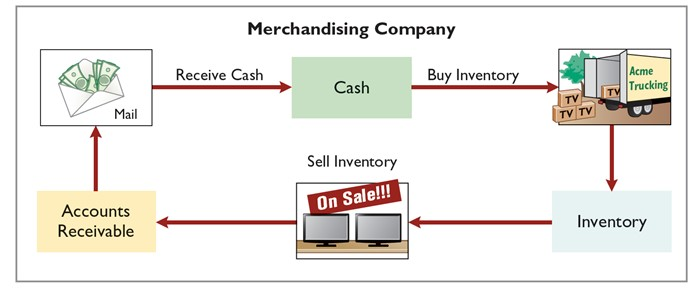 Merchandising Company
Receive Cash
Buy Inventory
Mail
Cash
Acme
Trucking
TV
TV
TV TV
Sell Inventory
On Sale!!!
Accounts
Receivable
Inventory